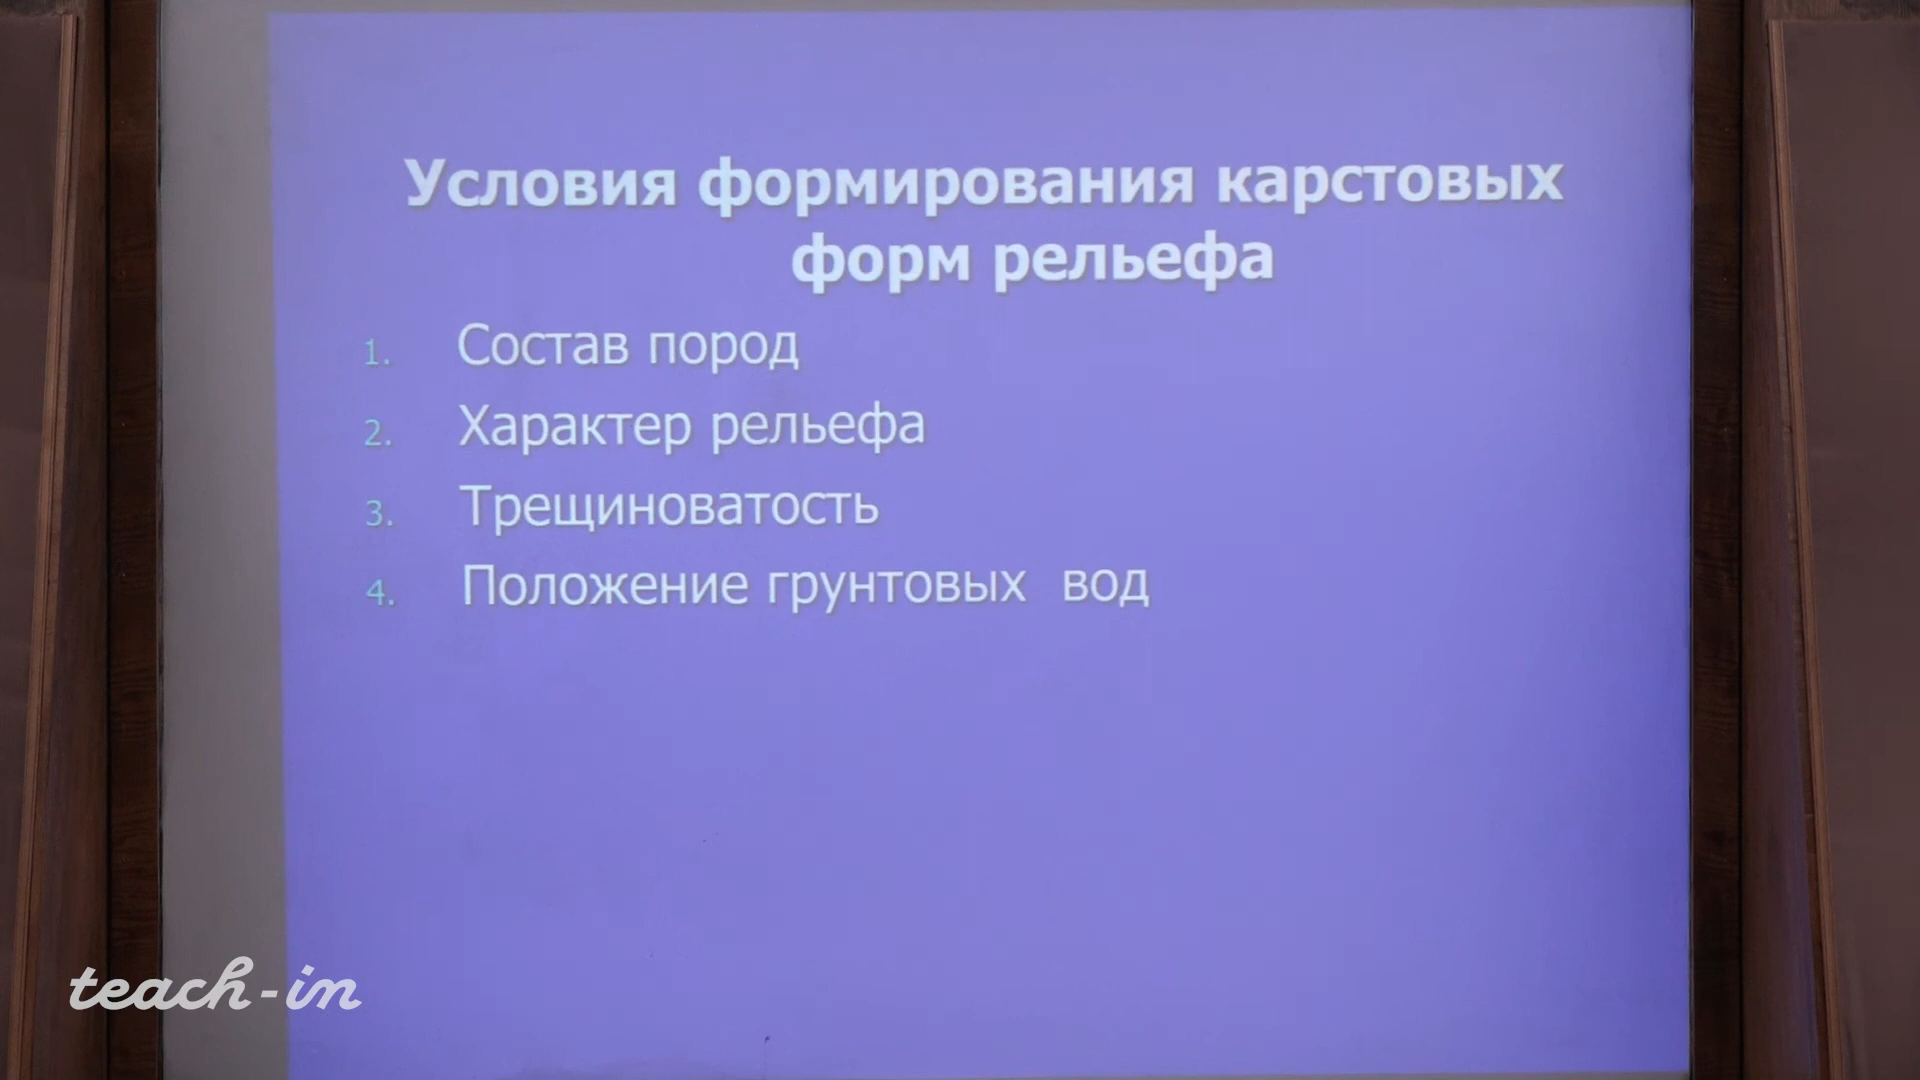 Условия формирования карстовых
форм рельефа
1. Состав пород
2. Характер рельефа
3. Трещиноватость
4. Положение грунтовых вод
teach-in